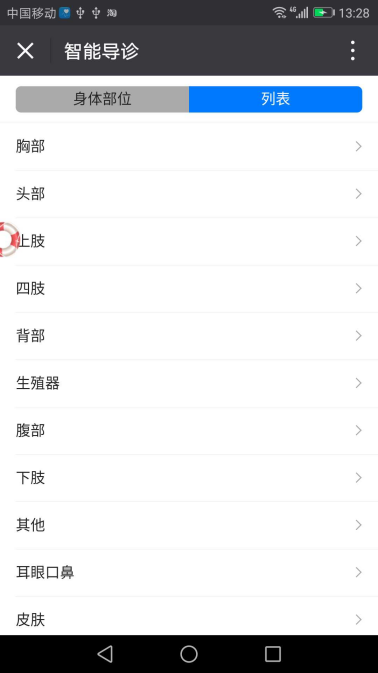 中国移动 淘 4G 13:28
智能导诊
身体部位 列表
胸部
头部
上肢
四肢
背部
生殖器
腹部
下肢
其他
耳眼口鼻
皮肤